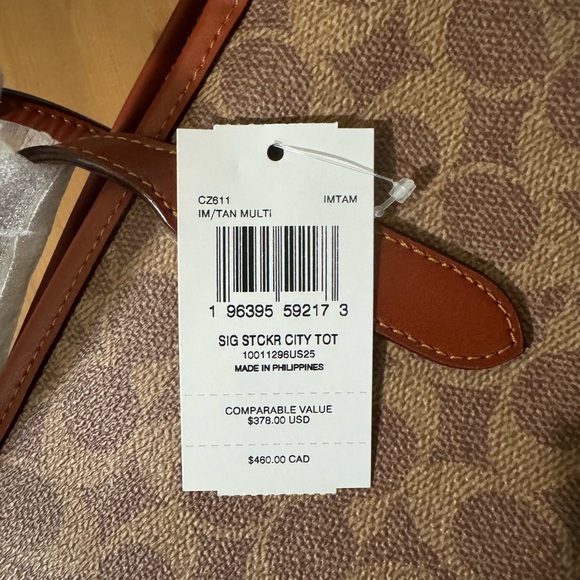 CZ611 IMTAM
IM/TAN MULTI
1 96395 59217 3
SIG STCKR CITY TOT
10011296US25
MADE IN PHILIPPINES
COMPARABLE VALUE
$378.00 USD
$460.00 CAD